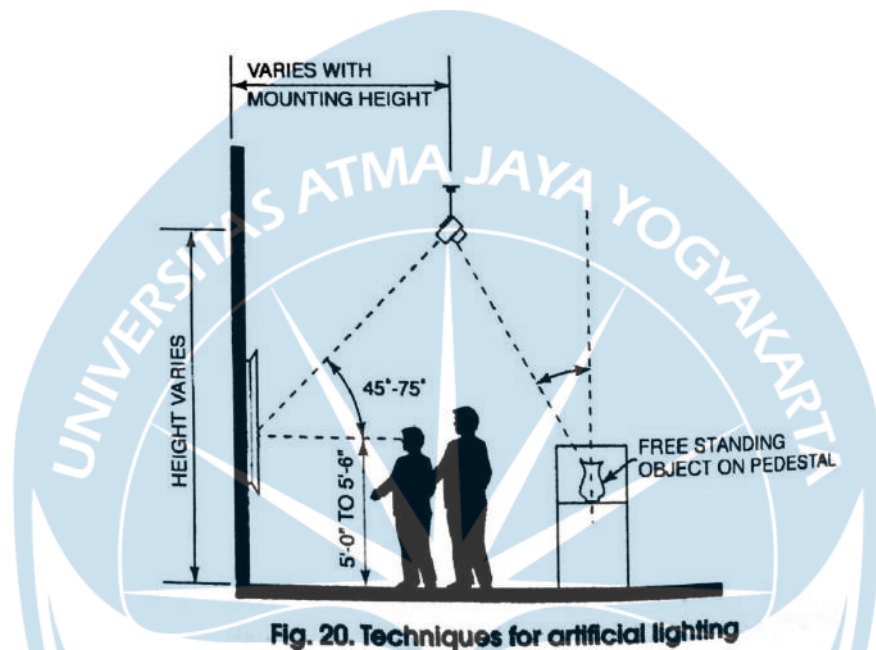 VARIES WITH
MOUNTING HEIGHT
UNIVERSITAS ATMA JAYA YOGYAKARTA
HEIGHT VARIES
45°-75°
5'-0" TO 5'-6"
FREE STANDING
OBJECT ON PEDESTAL
Fig. 20. Techniques for artificial lighting